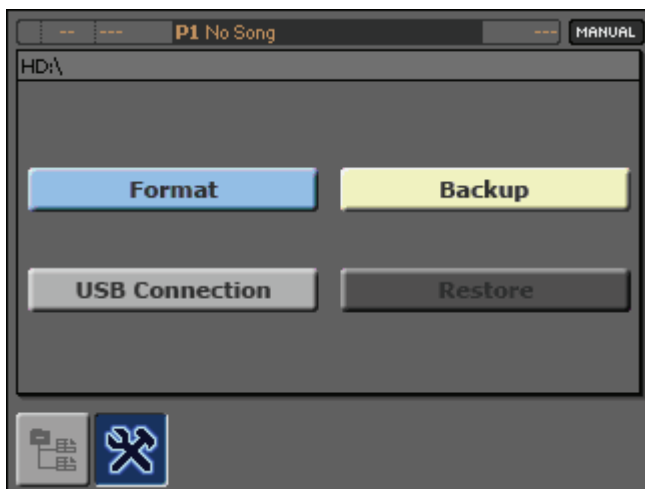 -- --- P1 No Song --- MANUAL
HD:\
Format Backup
USB Connection Restore